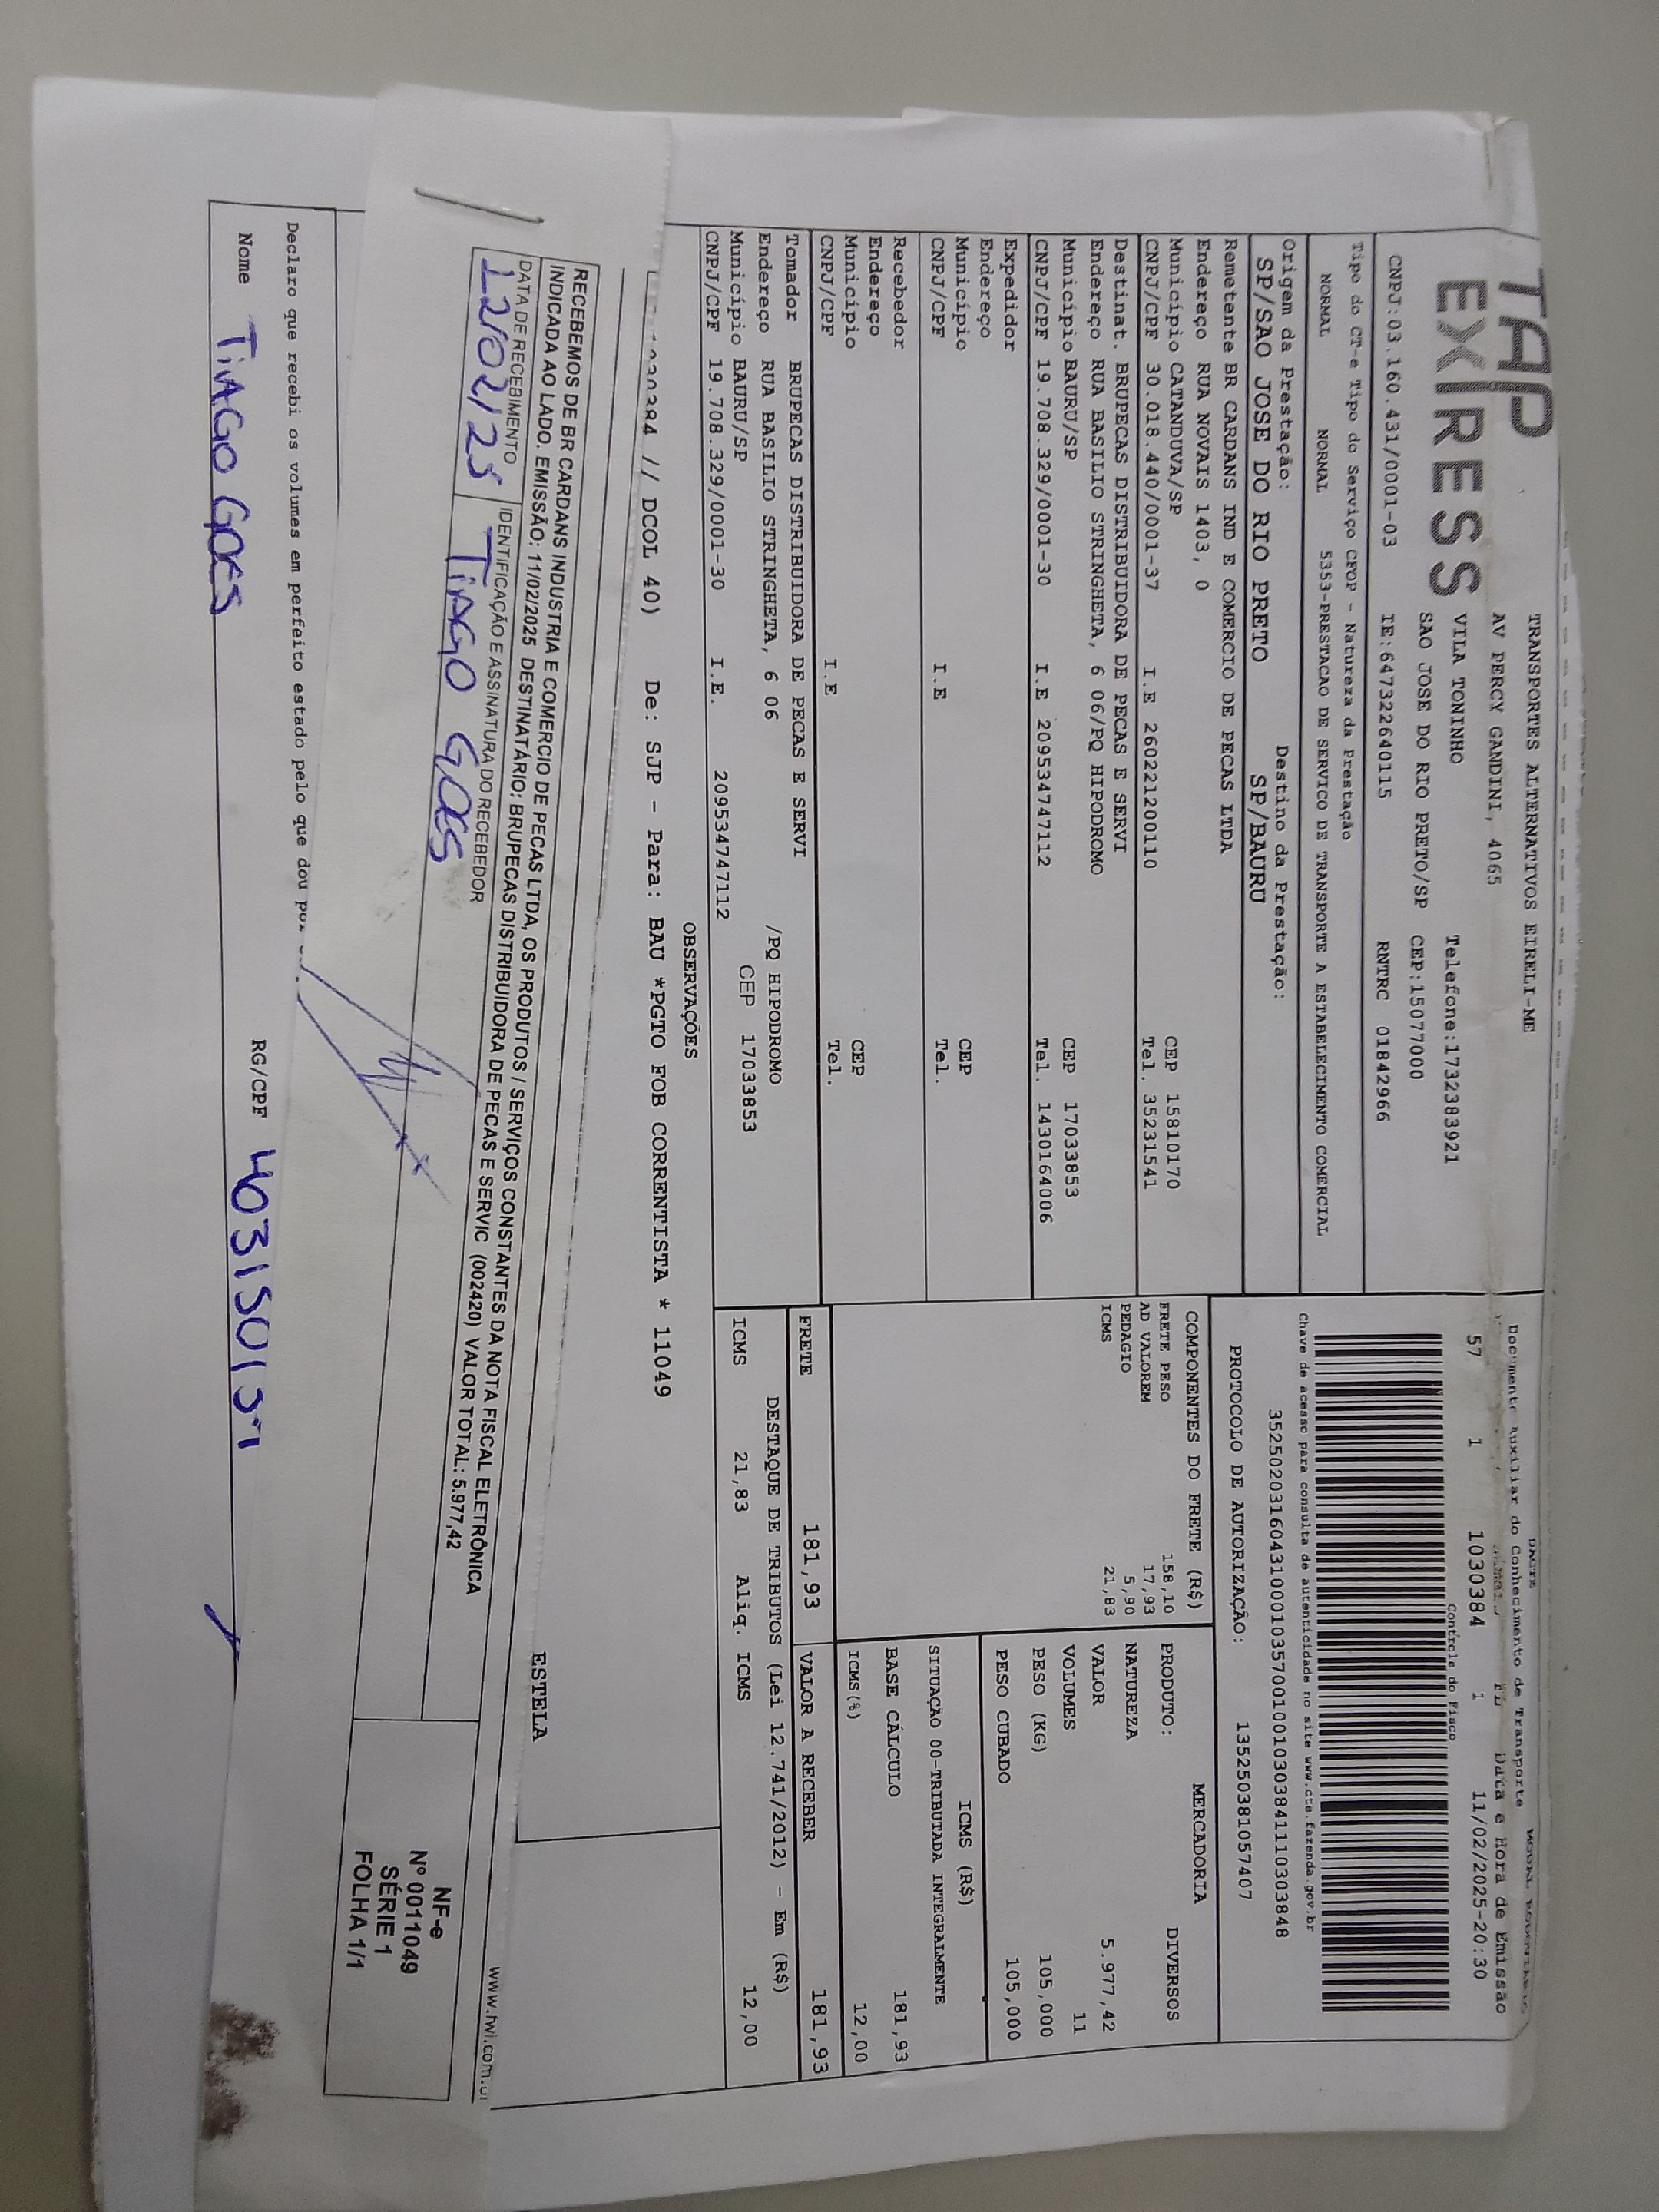 TAP
EXPRESS
TRANSPORTES ALTERNATIVOS EIRELI-ME
AV PERCY GANDINI, 4065
VILA TONINHO Telefone:1732383921
SAO JOSE DO RIO PRETO/SP CEP:15077000
CNPJ:03.160.431/0001-03 IE:647322640115 RNTRC 01842966
DACTE
Documento Auxiliar do Conhecimento de Transporte
Data e Hora de Emissão
57 1 1030384 1 11/02/2025-20:30
Controle do Fisco
Chave de acesso para consulta de autenticidade no site www.cte.fazenda.gov.br
Tipo do CT-e Tipo do Serviço CFOP - Natureza da Prestação
NORMAL NORMAL 5353-PRESTACAO DE SERVICO DE TRANSPORTE A ESTABELECIMENTO COMERCIAL
PROTOCOLO DE AUTORIZAÇÃO: 135250381057407
Origem da Prestação: Destino da Prestação:
SP/SAO JOSE DO RIO PRETO SP/BAURU
Remetente BR CARDANS IND E COMERCIO DE PECAS LTDA
Endereço RUA NOVAIS 1403, 0
Município CATANDUVA/SP CEP 15810170
CNPJ/CPF 30.018.440/0001-37 I.E 260221200110 Tel. 35231541
Destinat. BRUPECAS DISTRIBUIDORA DE PECAS E SERVI
Endereço RUA BASILIO STRINGHETA, 6 06/PQ HIPODROMO
Município BAURU/SP CEP 17033853
CNPJ/CPF 19.708.329/0001-30 I.E 209534747112 Tel. 1430164006
Expedidor
Endereço
Município CEP
CNPJ/CPF I.E Tel.
Recebedor
Endereço
Município CEP
CNPJ/CPF I.E Tel.
Tomador BRUPECAS DISTRIBUIDORA DE PECAS E SERVI
Endereço RUA BASILIO STRINGHETA, 6 06 /PQ HIPODROMO
Município BAURU/SP CEP 17033853
CNPJ/CPF 19.708.329/0001-30 I.E. 209534747112
COMPONENTES DO FRETE (R$)
FRETE PESO 158,10
AD VALOREM 17,93
PEDAGIO 5,90
ICMS 21,83
MERCADORIA
PRODUTO: DIVERSOS
NATUREZA
VALOR 5.977,42
VOLUMES 11
PESO (KG) 105,000
PESO CUBADO 105,000
ICMS (R$)
SITUAÇÃO 00-TRIBUTADA INTEGRALMENTE
BASE CÁLCULO 181,93
ICMS(%) 12,00
FRETE 181,93 VALOR A RECEBER 181,93
DESTAQUE DE TRIBUTOS (Lei 12.741/2012) - Em (R$)
ICMS 21,83 Aliq. ICMS 12,00
OBSERVAÇÕES
1030384 // DCOL 40) De: SJP - Para: BAU *PGTO FOB CORRENTISTA * 11049
ESTELA
RECEBEMOS DE BR CARDANS INDUSTRIA E COMERCIO DE PECAS LTDA, OS PRODUTOS / SERVIÇOS CONSTANTES DA NOTA FISCAL ELETRÔNICA
INDICADA AO LADO. EMISSÃO: 11/02/2025 DESTINATÁRIO: BRUPECAS DISTRIBUIDORA DE PECAS E SERVIC (002420) VALOR TOTAL: 5.977,42
DATA DE RECEBIMENTO IDENTIFICAÇÃO E ASSINATURA DO RECEBEDOR
12/02/25 TiAGO GOES
NF-e
Nº 0011049
SÉRIE 1
FOLHA 1/1
Declaro que recebi os volumes em perfeito estado pelo que dou
Nome TiAGO GOES RG/CPF